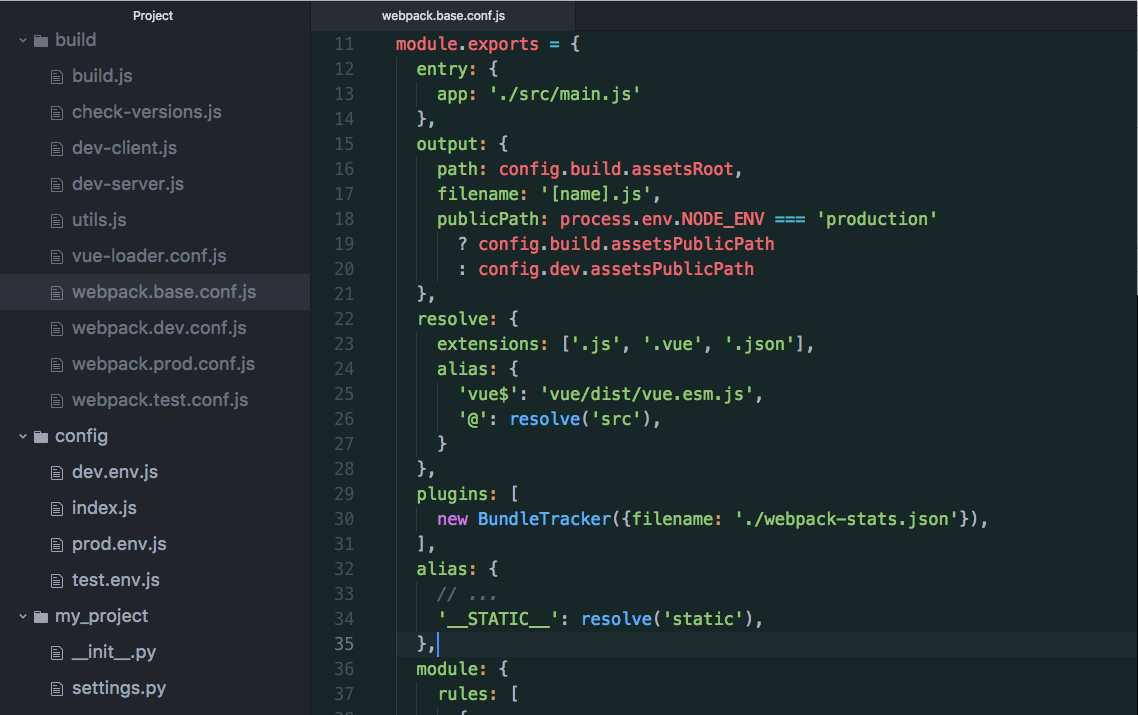 Project
build
build.js
check-versions.js
dev-client.js
dev-server.js
utils.js
vue-loader.conf.js
webpack.base.conf.js
webpack.dev.conf.js
webpack.prod.conf.js
webpack.test.conf.js
config
dev.env.js
index.js
prod.env.js
test.env.js
my_project
__init__.py
settings.py
webpack.base.conf.js
11 module.exports = {
12 entry: {
13 app: './src/main.js'
14 },
15 output: {
16 path: config.build.assetsRoot,
17 filename: '[name].js',
18 publicPath: process.env.NODE_ENV === 'production'
19 ? config.build.assetsPublicPath
20 : config.dev.assetsPublicPath
21 },
22 resolve: {
23 extensions: ['.js', '.vue', '.json'],
24 alias: {
25 'vue$': 'vue/dist/vue.esm.js',
26 '@': resolve('src'),
27 }
28 },
29 plugins: [
30 new BundleTracker({filename: './webpack-stats.json'}),
31 ],
32 alias: {
33 // ...
34 '__STATIC__': resolve('static'),
35 },
36 module: {
37 rules: [